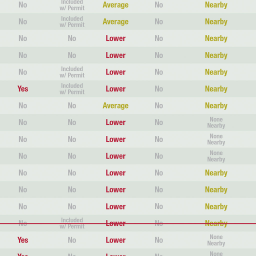 No Included w/ Permit Average No Nearby
No Included w/ Permit Average No Nearby
No No Lower No Nearby
No No Lower No Nearby
No Included w/ Permit Lower No Nearby
Yes Included w/ Permit Lower No Nearby
No No Average No Nearby
No No Lower No None Nearby
No No Lower No None Nearby
No No Lower No None Nearby
No No Lower No Nearby
No No Lower No Nearby
No No Lower No Nearby
No Included w/ Permit Lower No Nearby
Yes No Lower No None Nearby
Yes No Lower No None